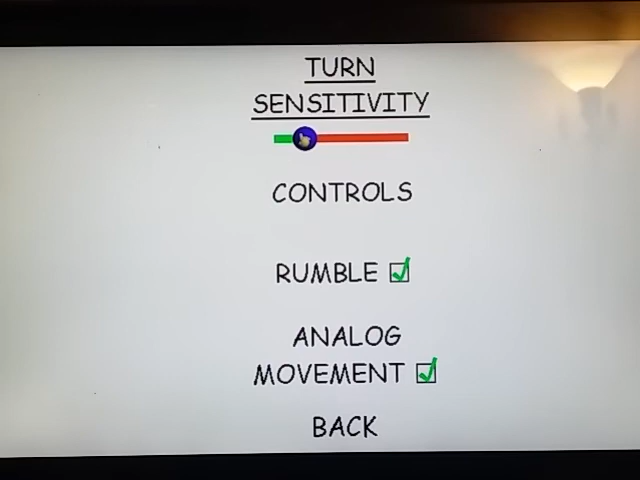 TURN
SENSITIVITY
CONTROLS
RUMBLE
ANALOG
MOVEMENT
BACK